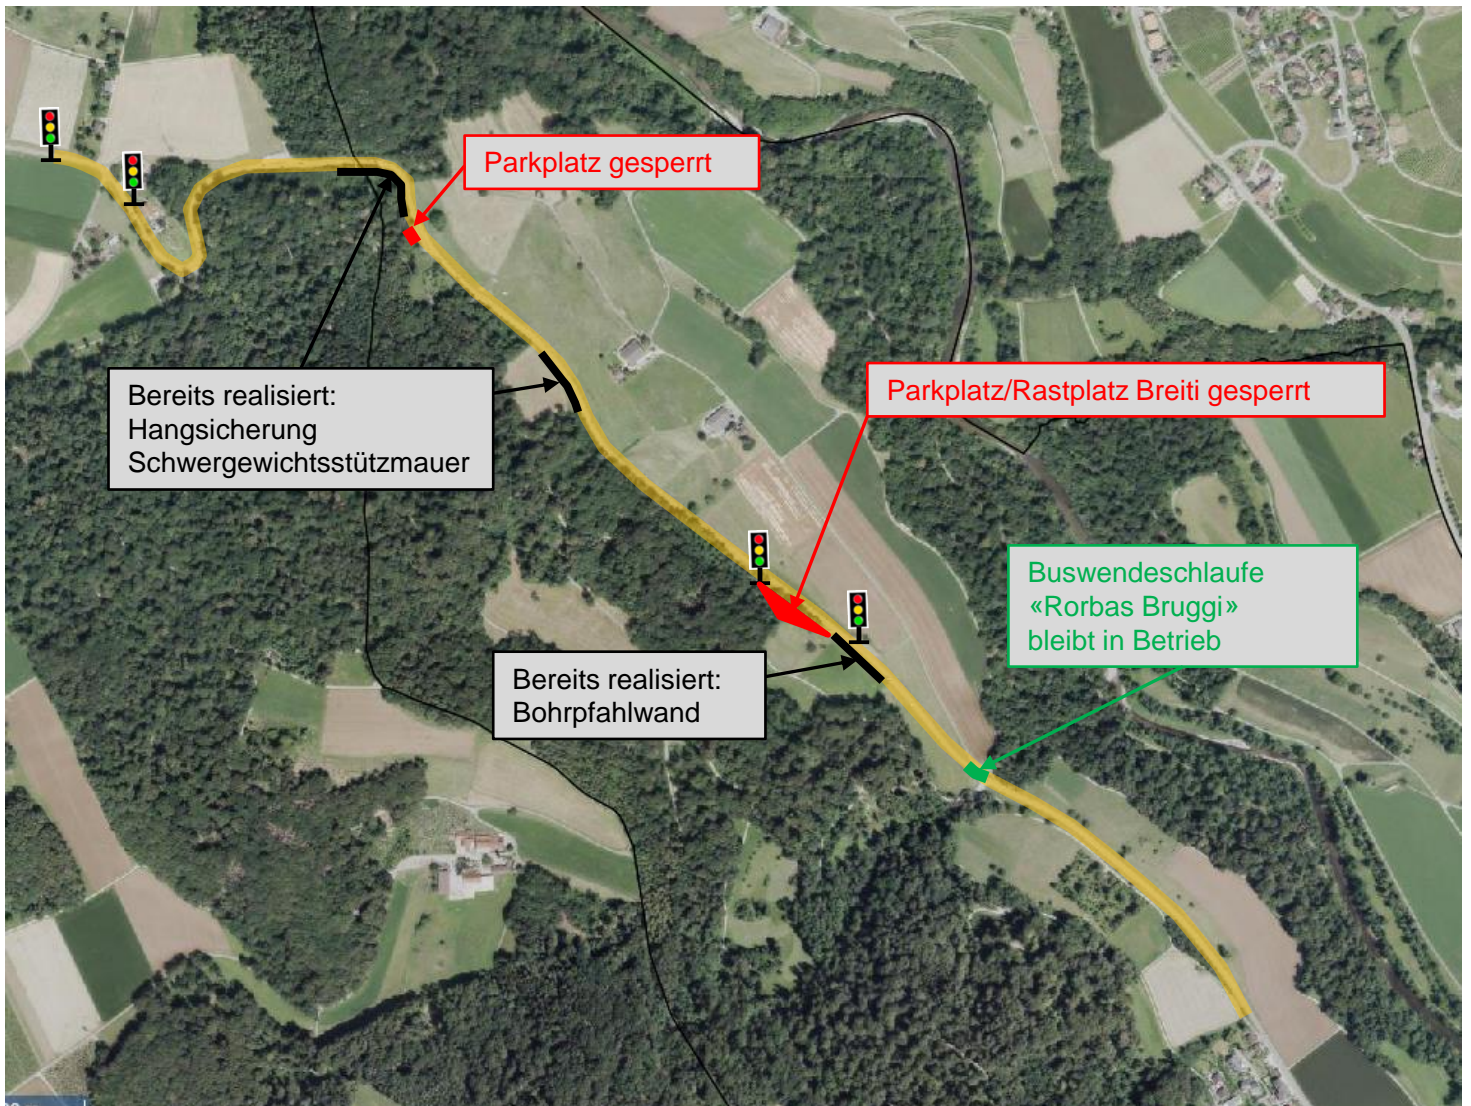 Parkplatz gesperrt
Bereits realisiert:
Hangsicherung
Schwergewichtsstützmauer
Parkplatz/Rastplatz Breiti gesperrt
Buswendeschlaufe
«Rorbas Bruggi»
bleibt in Betrieb
Bereits realisiert:
Bohrpfahlwand